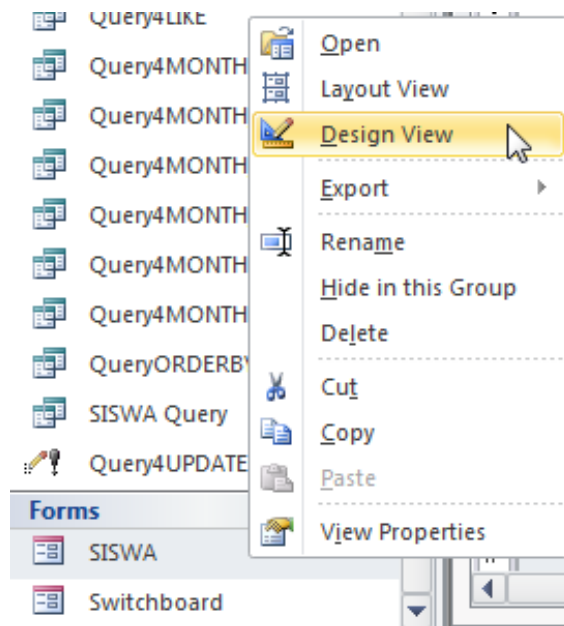 Query4LIKE
Query4MONTH
Query4MONTH
Query4MONTH
Query4MONTH
Query4MONTH
Query4MONTH
QueryORDERBY
SISWA Query
Query4UPDATE
Forms
SISWA
Switchboard
Open
Layout View
Design View
Export
Rename
Hide in this Group
Delete
Cut
Copy
Paste
View Properties